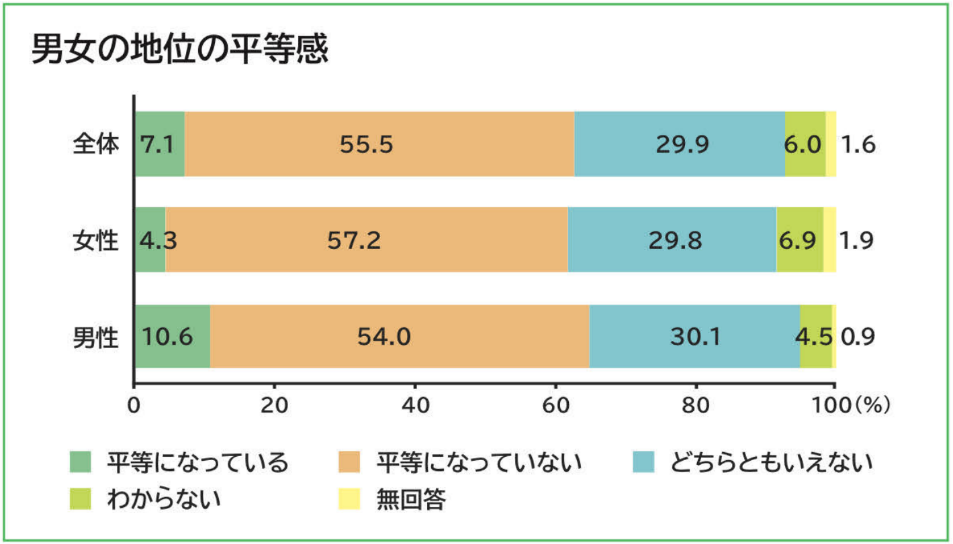 男女の地位の平等感
全体 7.1 55.5 29.9 6.0 1.6
女性 4.3 57.2 29.8 6.9 1.9
男性 10.6 54.0 30.1 4.5 0.9
0 20 40 60 80 100(%)
平等になっている 平等になっていない どちらともいえない
わからない 無回答